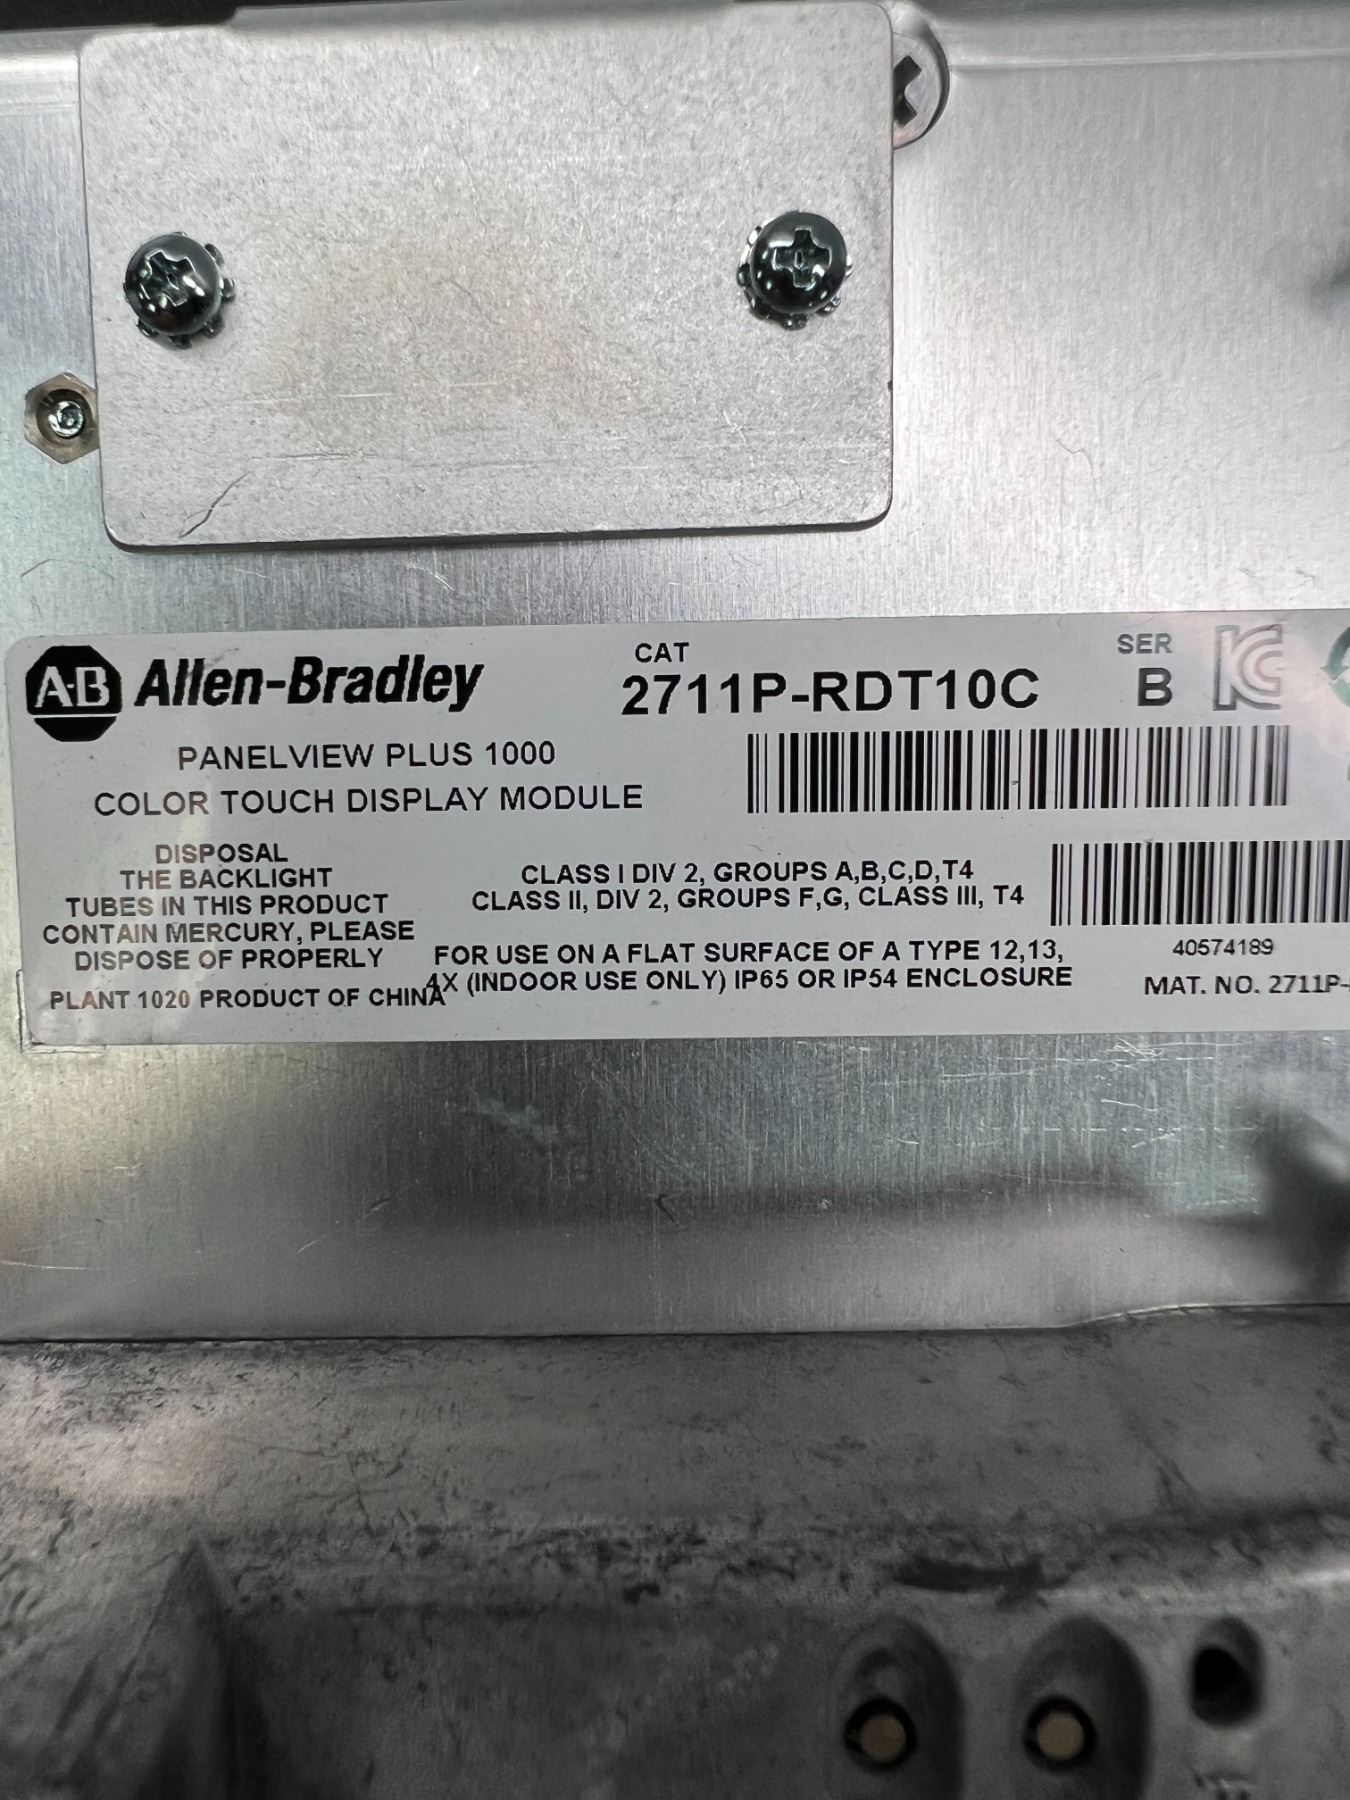 A·B Allen-Bradley
CAT
2711P-RDT10C
SER
B
KC
PANELVIEW PLUS 1000
COLOR TOUCH DISPLAY MODULE
DISPOSAL
THE BACKLIGHT
TUBES IN THIS PRODUCT
CONTAIN MERCURY, PLEASE
DISPOSE OF PROPERLY
PLANT 1020 PRODUCT OF CHINA
CLASS I DIV 2, GROUPS A,B,C,D,T4
CLASS II, DIV 2, GROUPS F,G, CLASS III, T4
FOR USE ON A FLAT SURFACE OF A TYPE 12,13,
4X (INDOOR USE ONLY) IP65 OR IP54 ENCLOSURE
40574189
MAT. NO. 2711P-